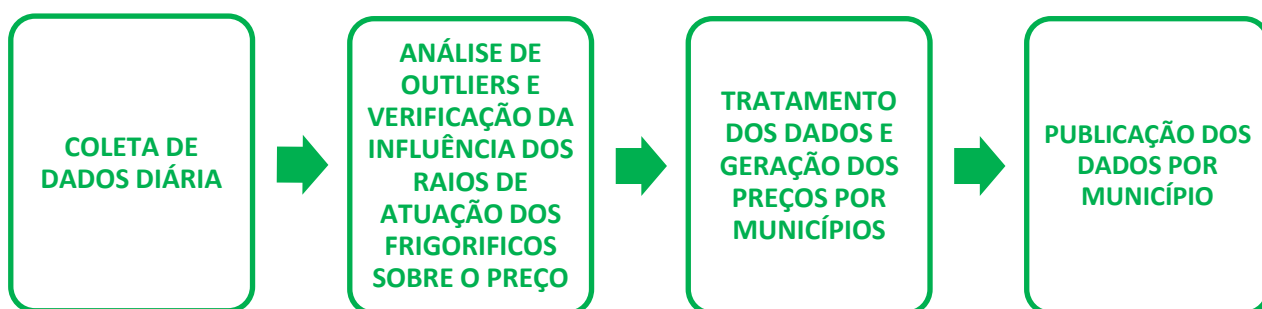 COLETA DE
DADOS DIÁRIA
ANÁLISE DE
OUTLIERS E
VERIFICAÇÃO DA
INFLUÊNCIA DOS
RAIOS DE
ATUAÇÃO DOS
FRIGORIFICOS
SOBRE O PREÇO
TRATAMENTO
DOS DADOS E
GERAÇÃO DOS
PREÇOS POR
MUNICÍPIOS
PUBLICAÇÃO DOS
DADOS POR
MUNICÍPIO